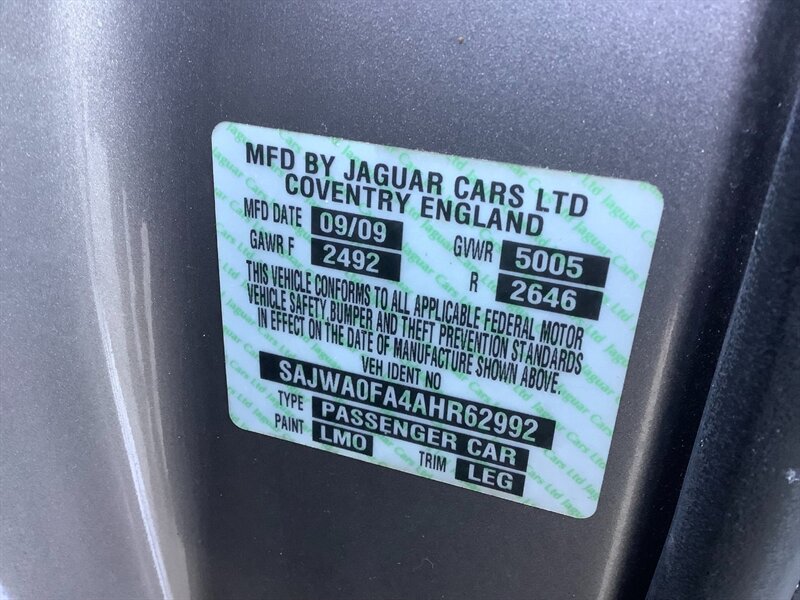 MFD BY JAGUAR CARS LTD
COVENTRY ENGLAND
MFD DATE 09/09 GVWR 5005
GAWR F 2492 R 2646
THIS VEHICLE CONFORMS TO ALL APPLICABLE FEDERAL MOTOR
VEHICLE SAFETY,BUMPER AND THEFT PREVENTION STANDARDS
IN EFFECT ON THE DATE OF MANUFACTURE SHOWN ABOVE.
VEH IDENT NO
SAJWA0FA4AHR62992
TYPE PASSENGER CAR
PAINT LMO TRIM LEG